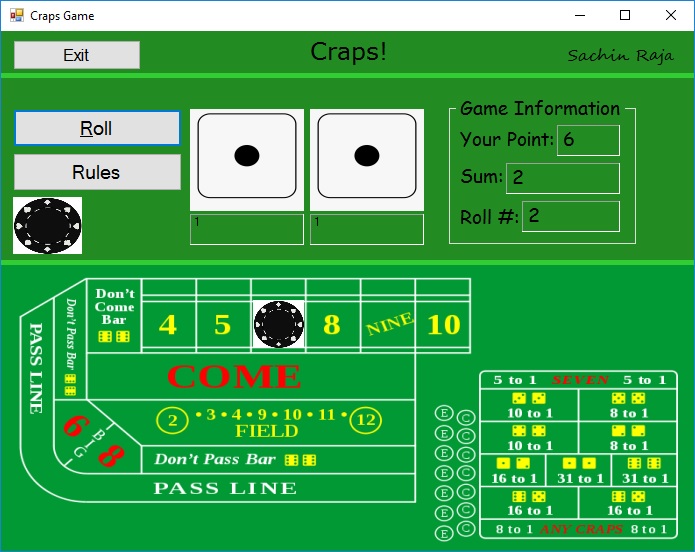 Craps Game
Exit
Craps!
Sachin Raja
Roll
Rules
1
1
Game Information
Your Point: 6
Sum: 2
Roll #: 2
PASS LINE
Don't Pass Bar
Don't
Come
Bar
4 5 8 NINE 10
COME
2 • 3 • 4 • 9 • 10 • 11 • 12
FIELD
6 8
B
G
Don't Pass Bar
PASS LINE
E C
E C
E C
E C
E C
E C
E C
5 to 1 SEVEN 5 to 1
10 to 1 8 to 1
10 to 1 8 to 1
16 to 1 31 to 1 31 to 1
16 to 1 16 to 1
8 to 1 ANY CRAPS 8 to 1